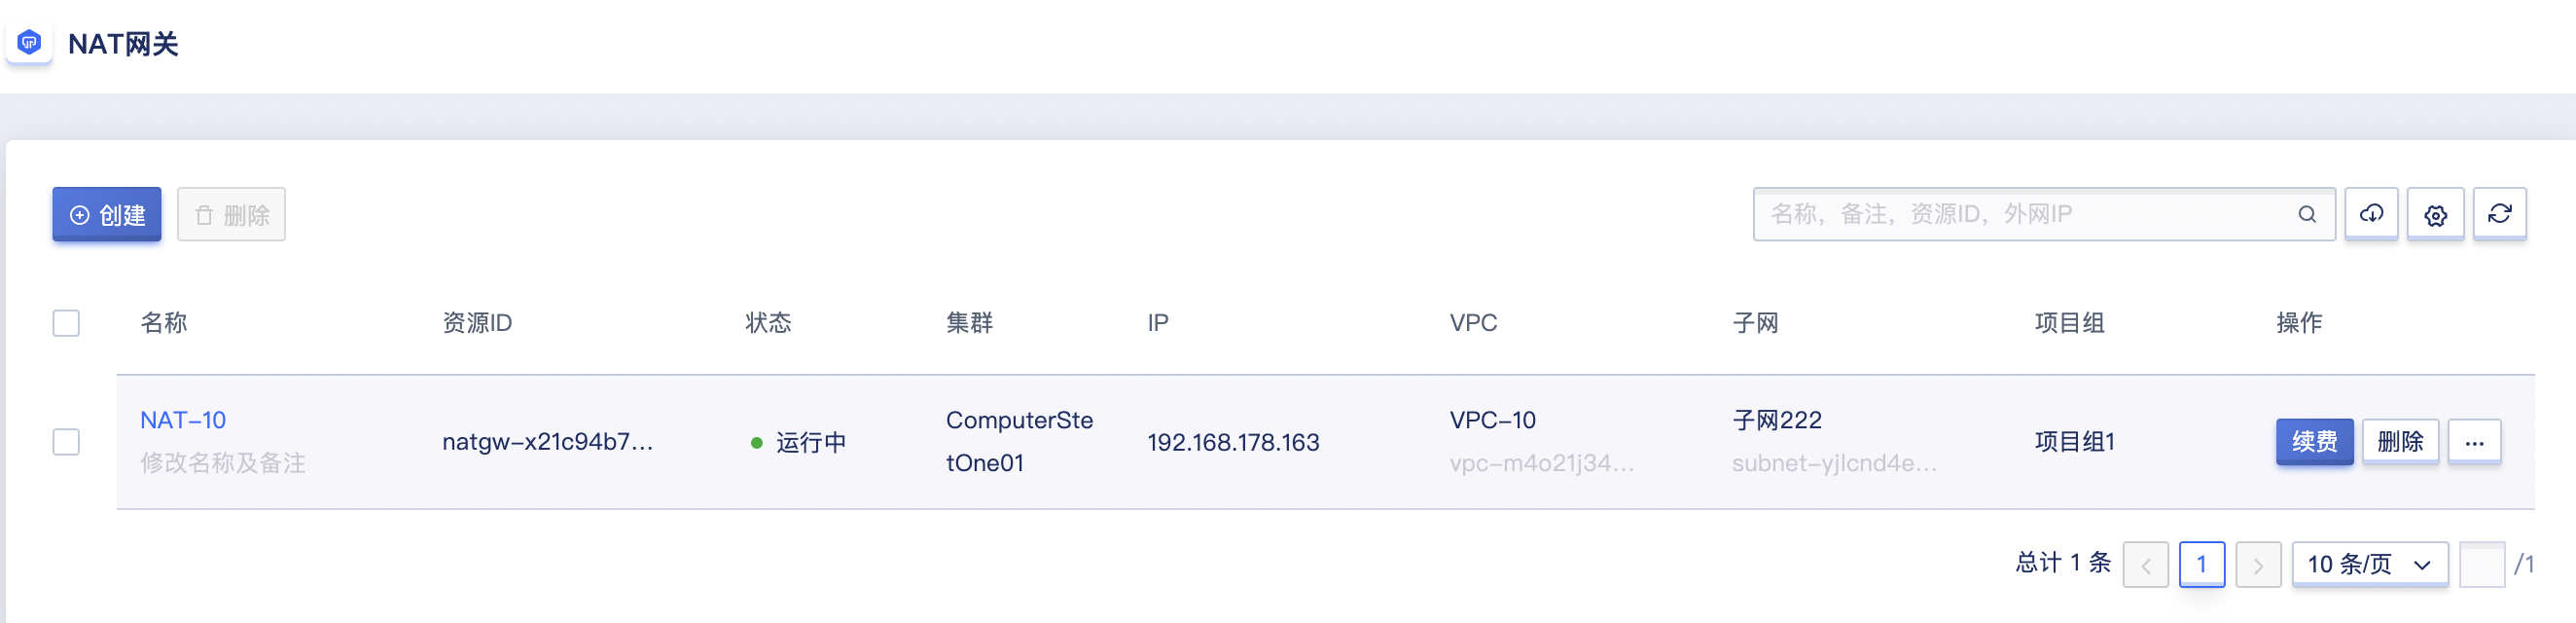 NAT网关
创建
删除
名称，备注，资源ID，外网IP
名称
资源ID
状态
集群
IP
VPC
子网
项目组
操作
NAT-10
修改名称及备注
natgw-x21c94b7...
运行中
ComputerSte
tOne01
192.168.178.163
VPC-10
vpc-m4o21j34...
子网222
subnet-yjlcnd4e...
项目组1
续费
删除
...
总计 1 条
1
10 条/页
/1